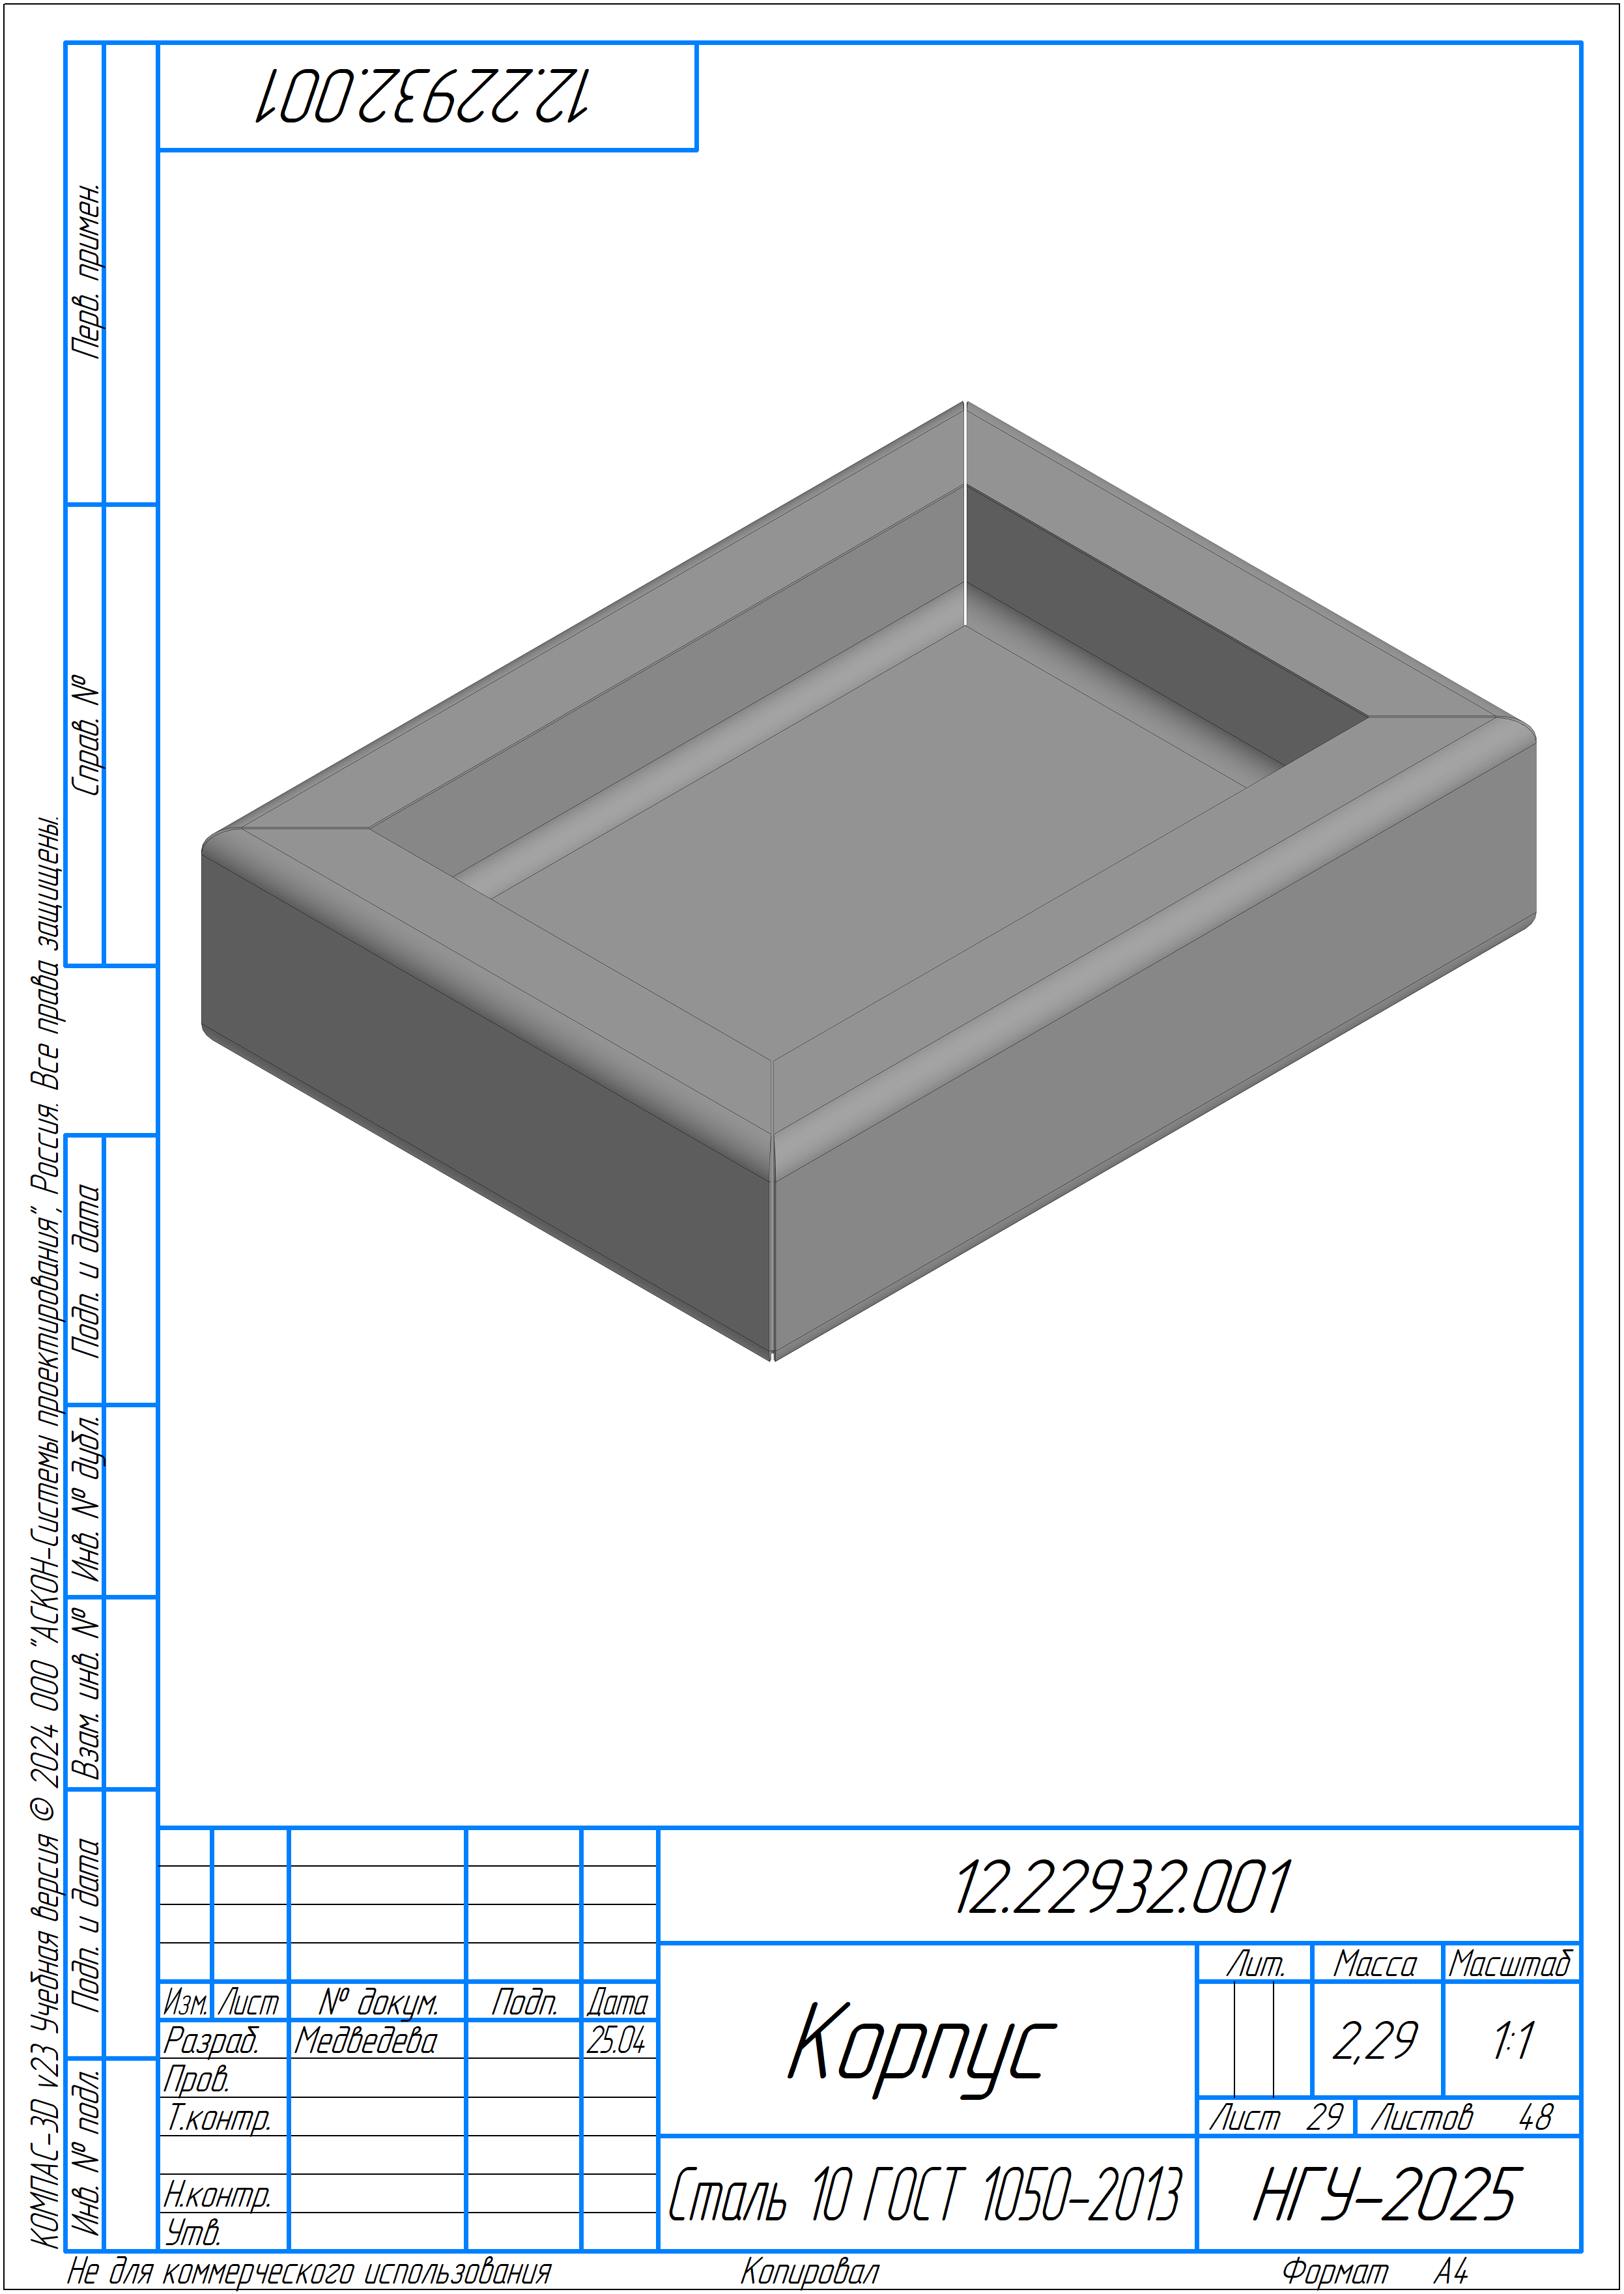 12.22932.001
Перв. примен.
Справ. №
Подп. и дата
Инв. № дубл.
Взам. инв. №
Подп. и дата
Инв. № подл.
КОМПАС-3D v23 Учебная версия © 2024 ООО "АСКОН-Системы проектирования", Россия. Все права защищены.
12.22932.001
Изм. Лист № докум. Подп. Дата
Разраб. Медведева 25.04
Пров.
Т.контр.
Н.контр.
Утв.
Корпус
Лит. Масса Масштаб
2,29 1:1
Лист 29 Листов 48
Сталь 10 ГОСТ 1050-2013
НГУ-2025
Не для коммерческого использования Копировал Формат А4